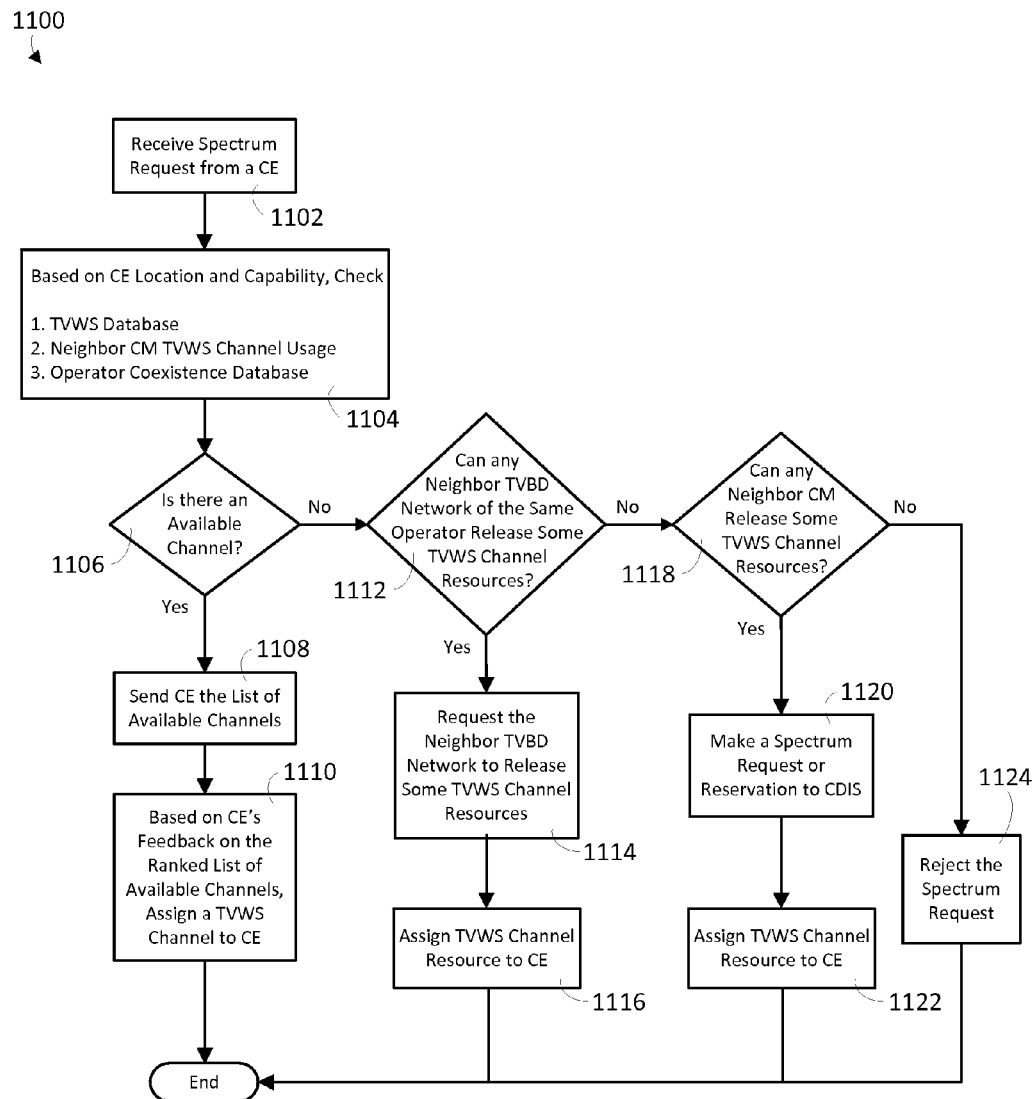 1100
Receive Spectrum
Request from a CE
1102
Based on CE Location and Capability, Check
1. TVWS Database
2. Neighbor CM TVWS Channel Usage
3. Operator Coexistence Database
1104
Is there an
Available
Channel?
1106
No
Yes
Can any
Neighbor TVBD
Network of the Same
Operator Release Some
TVWS Channel
Resources?
1112
No
Yes
Can any
Neighbor CM
Release Some
TVWS Channel
Resources?
1118
No
Yes
1108
Send CE the List of
Available Channels
1110
Based on CE's
Feedback on the
Ranked List of
Available Channels,
Assign a TVWS
Channel to CE
Request the
Neighbor TVBD
Network to Release
Some TVWS Channel
Resources
1114
Assign TVWS Channel
Resource to CE
1116
1120
Make a Spectrum
Request or
Reservation to CDIS
Assign TVWS Channel
Resource to CE
1122
1124
Reject the
Spectrum
Request
End